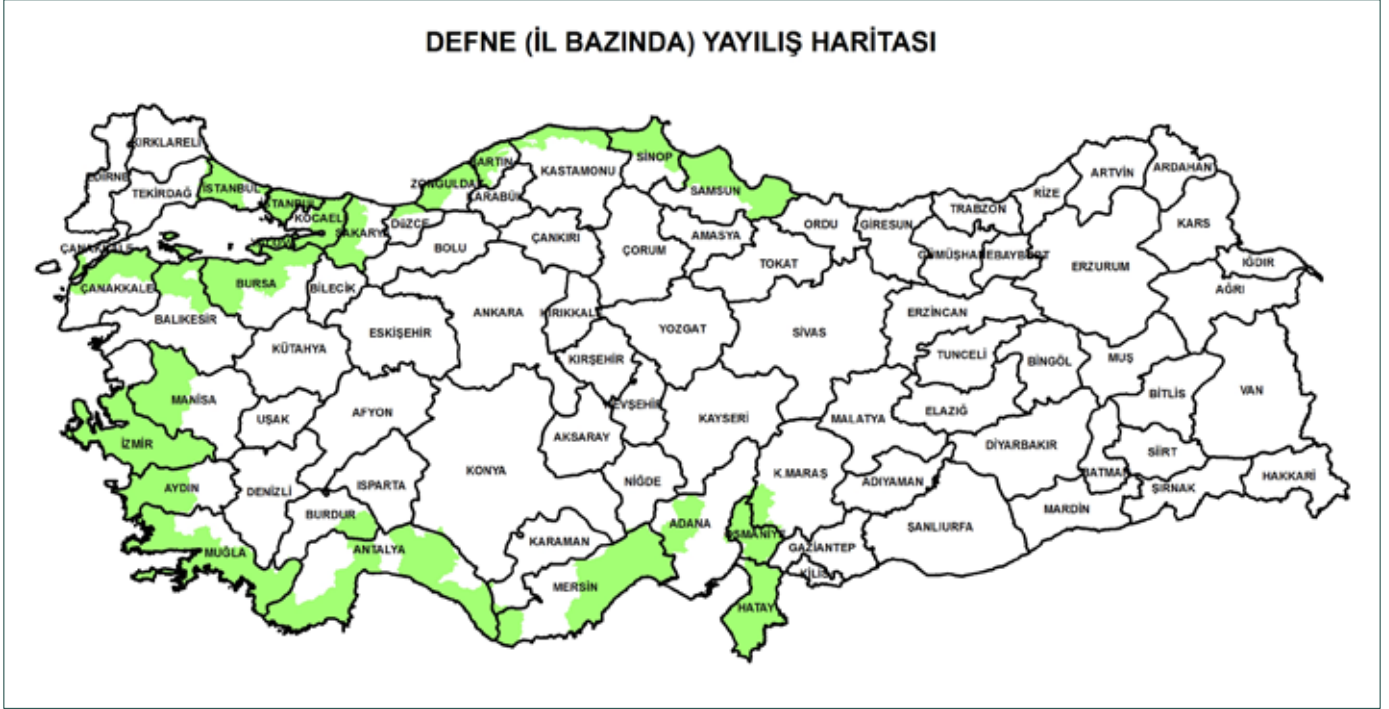 DEFNE (İL BAZINDA) YAYILIŞ HARİTASI
KIRKLARELİ
EDİRNE
TEKİRDAĞ
İSTANBUL
İSTANBUL
KOCAELİ
SAKARYA
DÜZCE
ZONGULDAK
BARTIN
KARABÜK
KASTAMONU
SİNOP
SAMSUN
ORDU
GİRESUN
TRABZON
RİZE
ARTVİN
ARDAHAN
KARS
IĞDIR
AĞRI
ERZURUM
BAYBURT
GÜMÜŞHANE
ERZİNCAN
TOKAT
AMASYA
ÇORUM
ÇANKIRI
BOLU
BİLECİK
BURSA
ÇANAKKALE
ÇANAKKALE
BALIKESİR
KÜTAHYA
ESKİŞEHİR
ANKARA
KIRIKKALE
YOZGAT
SİVAS
TUNCELİ
BİNGÖL
MUŞ
BİTLİS
VAN
ELAZIĞ
MALATYA
KAYSERİ
KIRŞEHİR
NEVŞEHİR
AKSARAY
AFYON
UŞAK
MANİSA
İZMİR
AYDIN
DENİZLİ
ISPARTA
BURDUR
KONYA
NİĞDE
K.MARAŞ
ADIYAMAN
DİYARBAKIR
BATMAN
SİİRT
ŞIRNAK
HAKKARİ
MARDİN
ŞANLIURFA
GAZİANTEP
KİLİS
OSMANİYE
ADANA
KARAMAN
MERSİN
ANTALYA
MUĞLA
HATAY